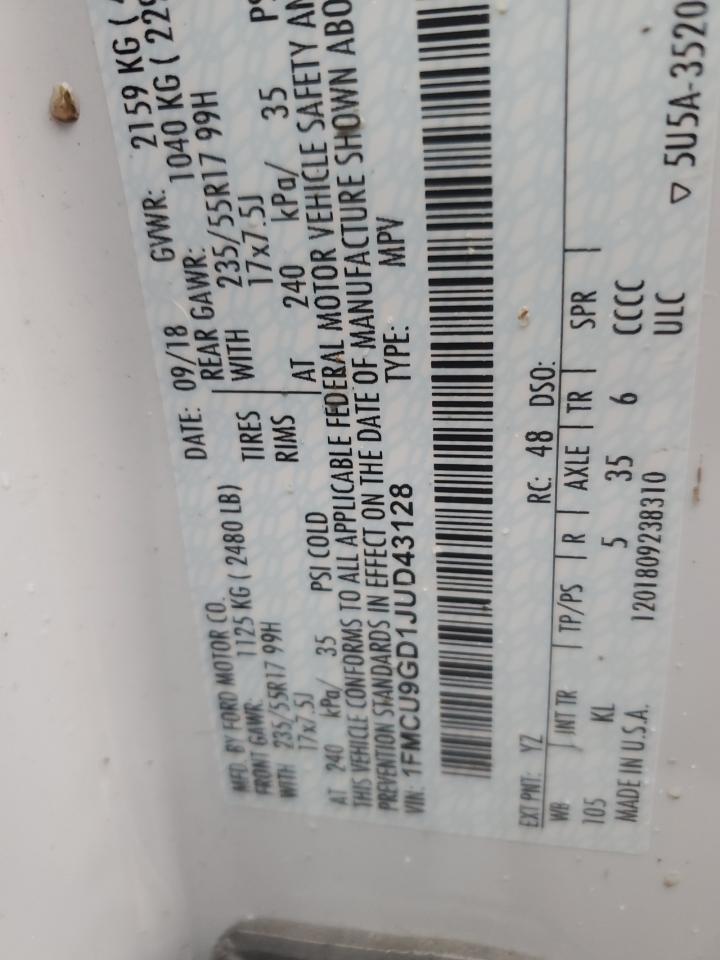 MFD. BY FORD MOTOR CO.
DATE: 09/18 GVWR: 2159 KG (
FRONT GAWR: 1125 KG ( 2480 LB)
REAR GAWR: 1040 KG ( 229
WITH 235/55R17 99H TIRES WITH 235/55R17 99H
17x7.5J RIMS 17x7.5J
AT 240 kPa/ 35 PSI COLD AT 240 kPa/ 35 PS
THIS VEHICLE CONFORMS TO ALL APPLICABLE FEDERAL MOTOR VEHICLE SAFETY AN
PREVENTION STANDARDS IN EFFECT ON THE DATE OF MANUFACTURE SHOWN ABO
VIN: 1FMCU9GD1JUD43128 TYPE: MPV
EXT PNT: YZ RC: 48 DSO:
WB INT TR TP/PS R AXLE TR SPR
105 KL 5 35 6 CCCC
MADE IN U.S.A. 1201809238310 ULC
▽ 5U5A-3520